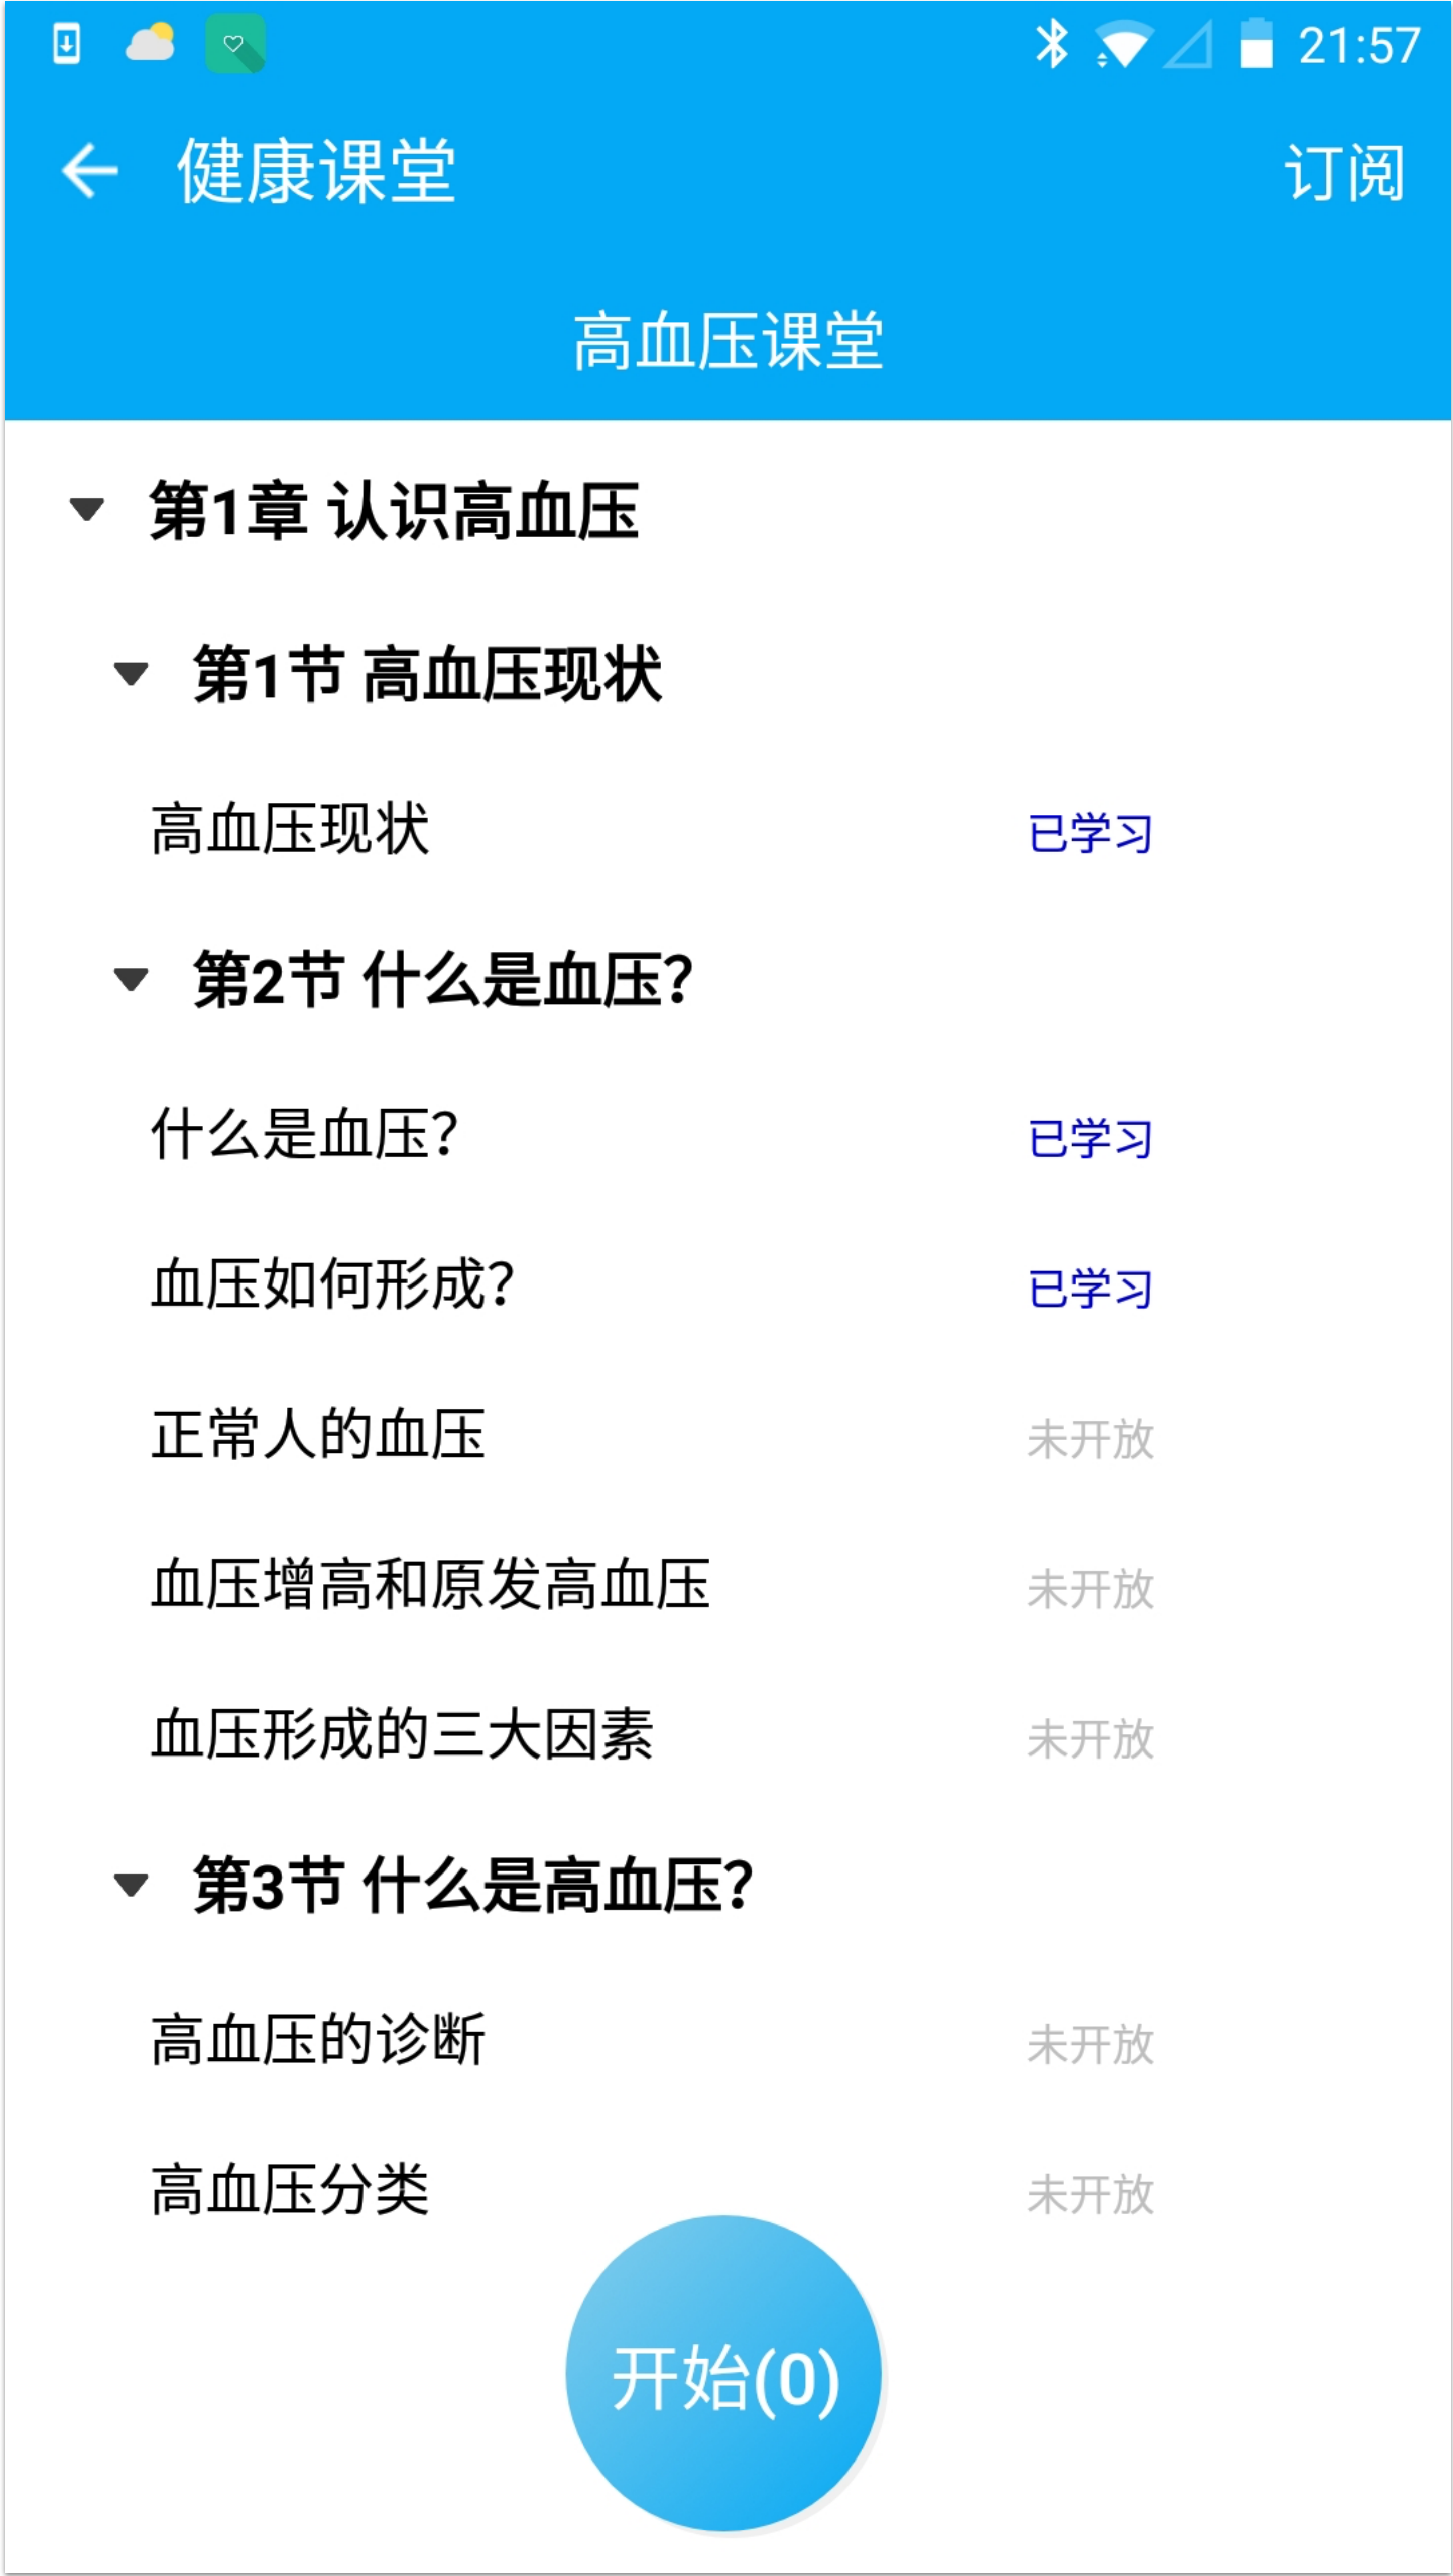 21:57
健康课堂 订阅
高血压课堂
第1章 认识高血压
第1节 高血压现状
高血压现状 已学习
第2节 什么是血压?
什么是血压? 已学习
血压如何形成? 已学习
正常人的血压 未开放
血压增高和原发高血压 未开放
血压形成的三大因素 未开放
第3节 什么是高血压?
高血压的诊断 未开放
高血压分类 未开放
开始(0)